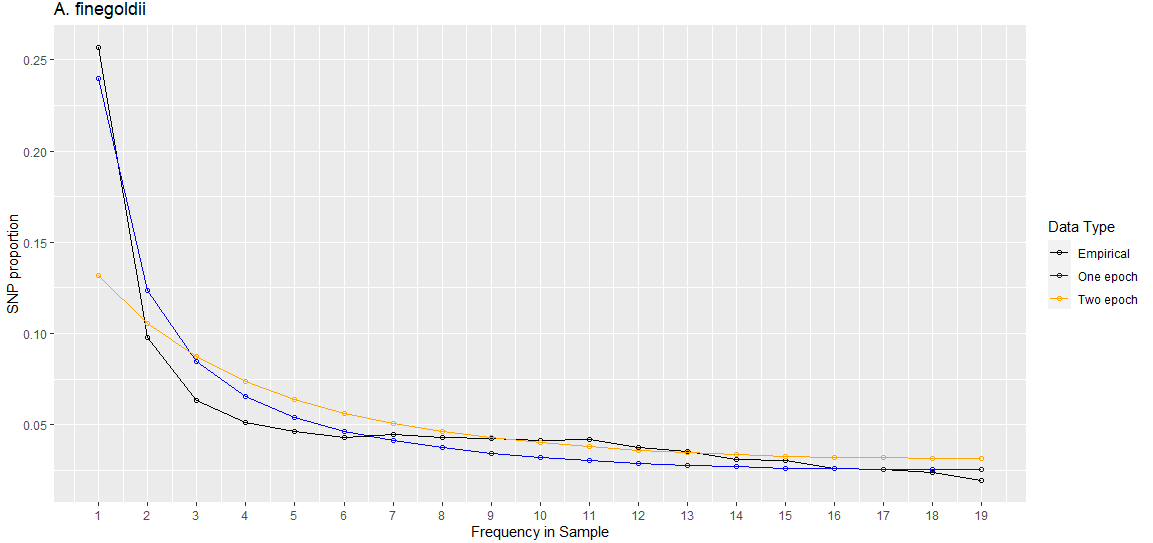 A. finegoldii
0.25
0.20
0.15
0.10
0.05
SNP proportion
1 2 3 4 5 6 7 8 9 10 11 12 13 14 15 16 17 18 19
Frequency in Sample
Data Type
Empirical
One epoch
Two epoch